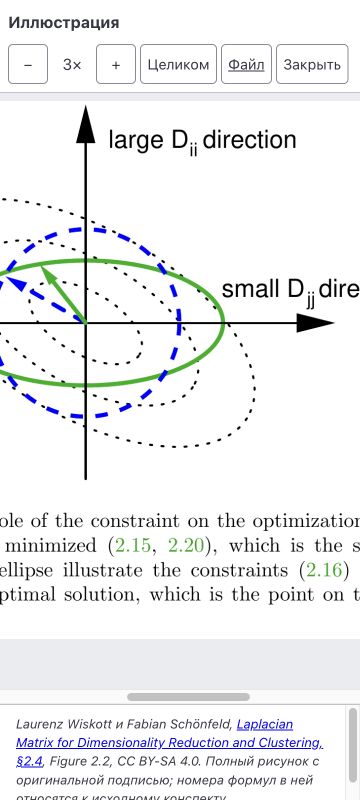 Иллюстрация
− 3× + Целиком Файл Закрыть
large D_ii direction
small D_jj dire
ole of the constraint on the optimization
minimized (2.15, 2.20), which is the s
ellipse illustrate the constraints (2.16)
ptimal solution, which is the point on t
Laurenz Wiskott и Fabian Schönfeld, Laplacian
Matrix for Dimensionality Reduction and Clustering,
§2.4, Figure 2.2, CC BY-SA 4.0. Полный рисунок с
оригинальной подписью; номера формул в ней
относятся к исходному конспекту.